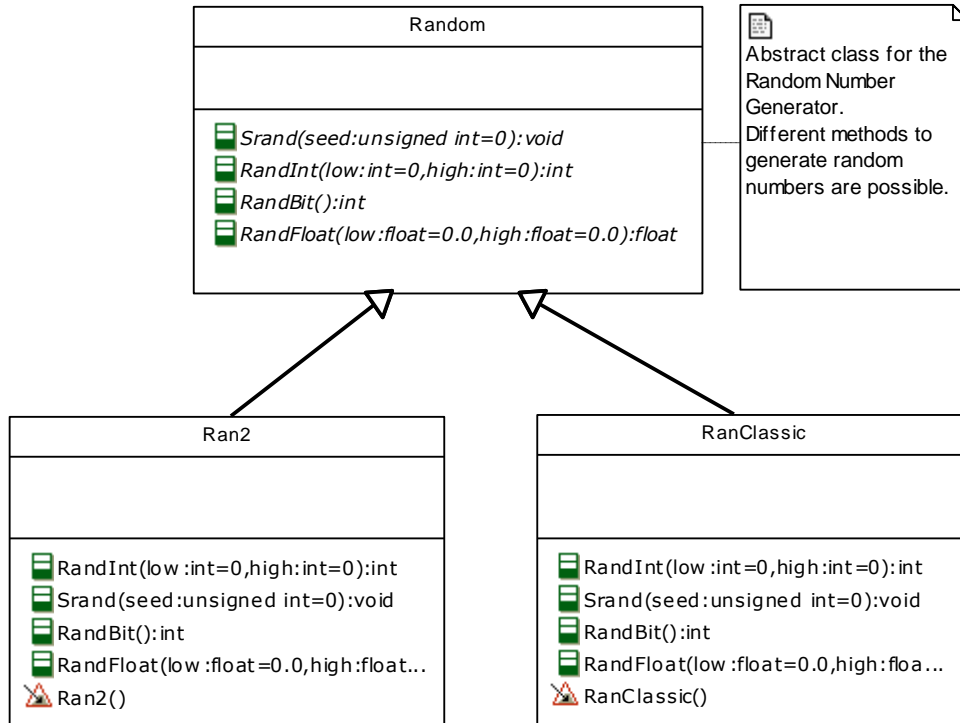 Random
Srand(seed:unsigned int=0):void
RandInt(low:int=0,high:int=0):int
RandBit():int
RandFloat(low:float=0.0,high:float=0.0):float
Abstract class for the
Random Number
Generator.
Different methods to
generate random
numbers are possible.
Ran2
RandInt(low:int=0,high:int=0):int
Srand(seed:unsigned int=0):void
RandBit():int
RandFloat(low:float=0.0,high:float...
Ran2()
RanClassic
RandInt(low:int=0,high:int=0):int
Srand(seed:unsigned int=0):void
RandBit():int
RandFloat(low:float=0.0,high:floa...
RanClassic()